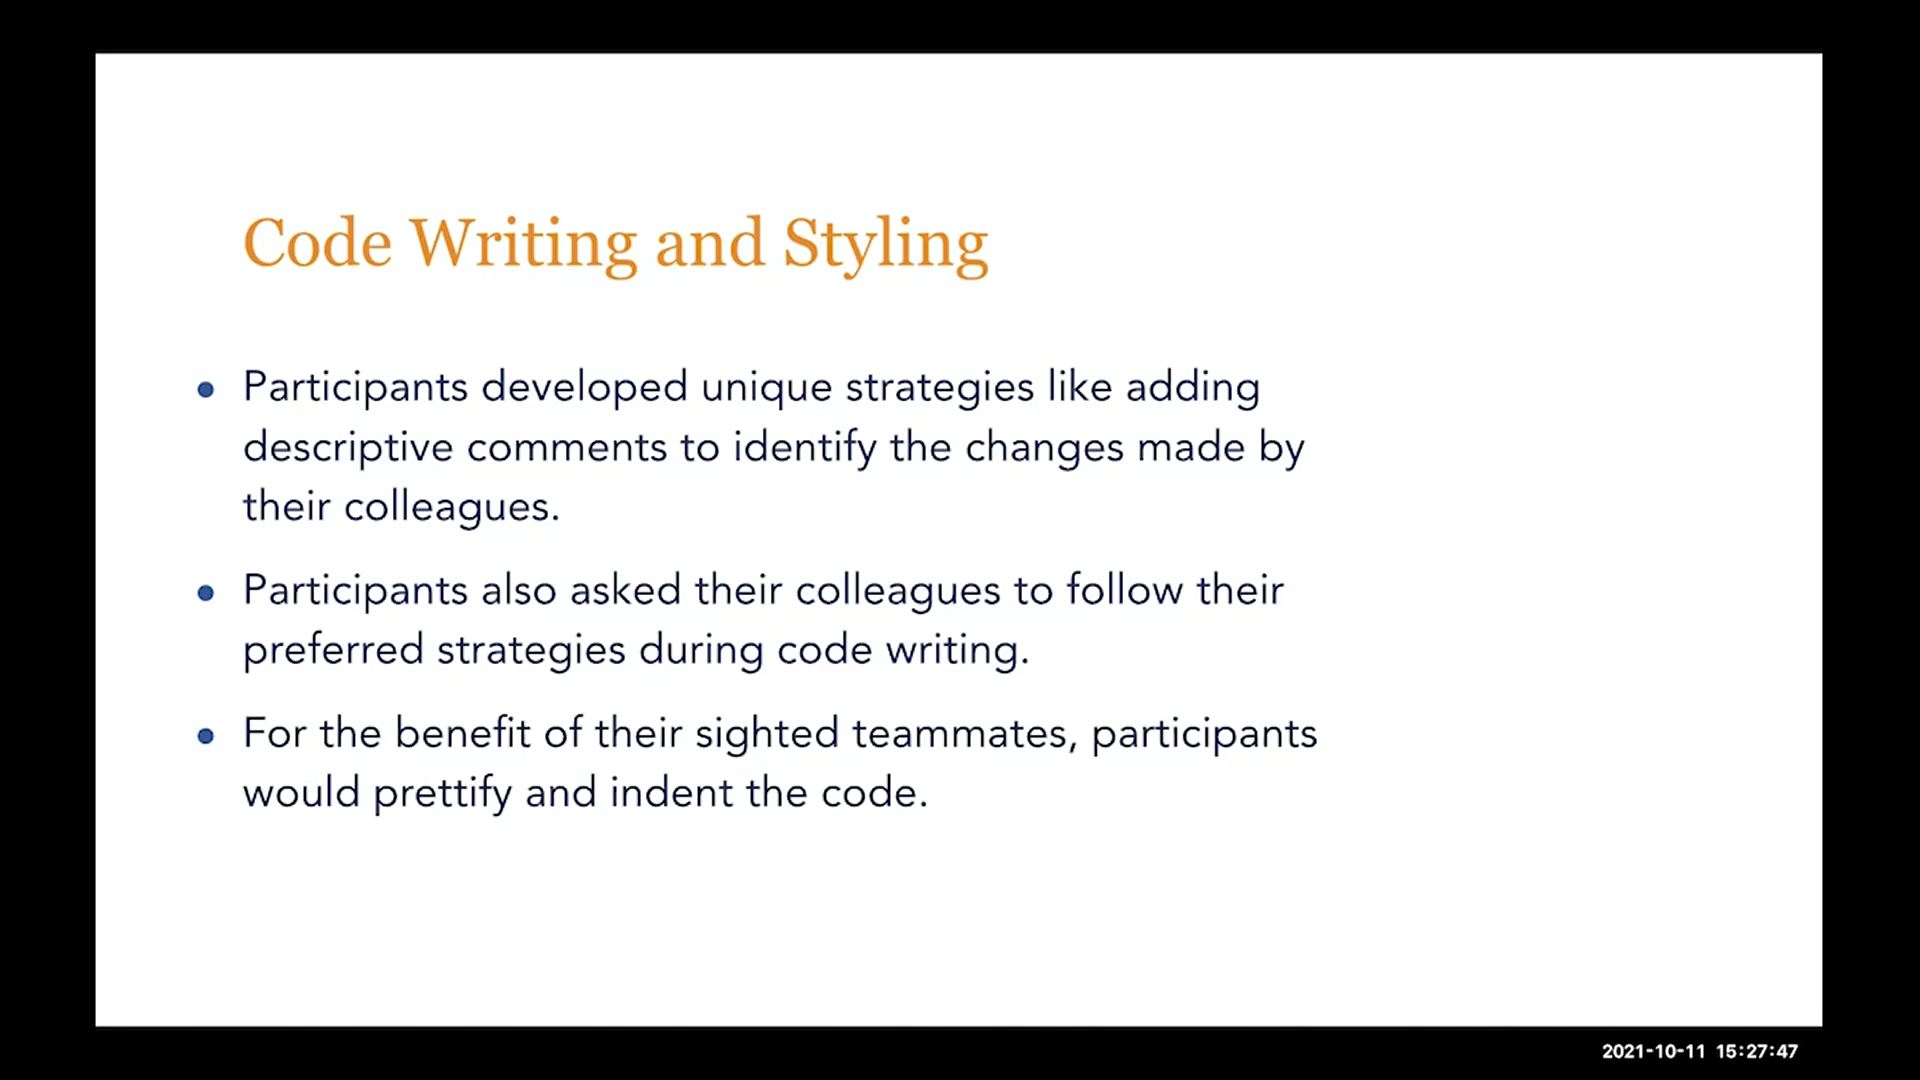 Code Writing and Styling
• Participants developed unique strategies like adding
descriptive comments to identify the changes made by
their colleagues.
• Participants also asked their colleagues to follow their
preferred strategies during code writing.
• For the benefit of their sighted teammates, participants
would prettify and indent the code.
2021-10-11 15:27:47